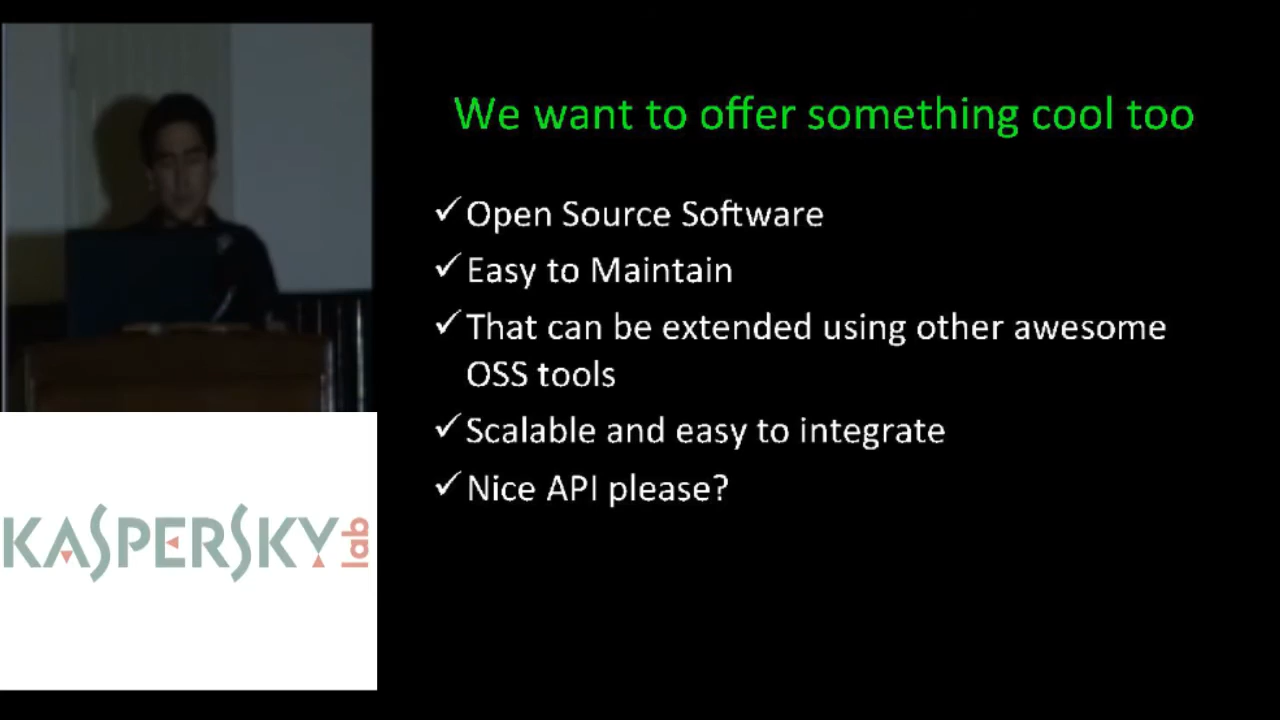 We want to offer something cool too
✓Open Source Software
✓Easy to Maintain
✓That can be extended using other awesome
OSS tools
✓Scalable and easy to integrate
✓Nice API please?
KASPERSKY lab